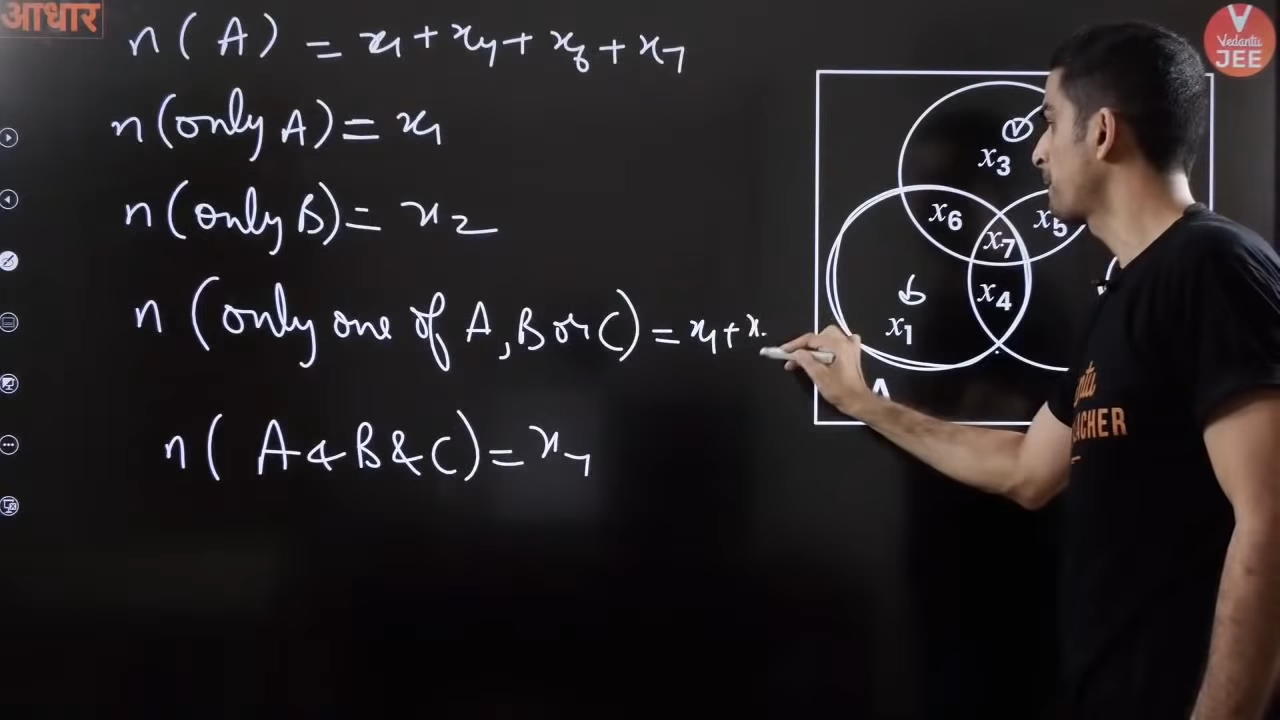 आधार
n(A) = x1 + x4 + x6 + x7
Vedantu
JEE
n(only A) = x1
n(only B) = x2
n(only one of A, B or C) = x1 + x
n(A & B & C) = x7
x3
x6
x5
x7
x4
x1
A
ACHER